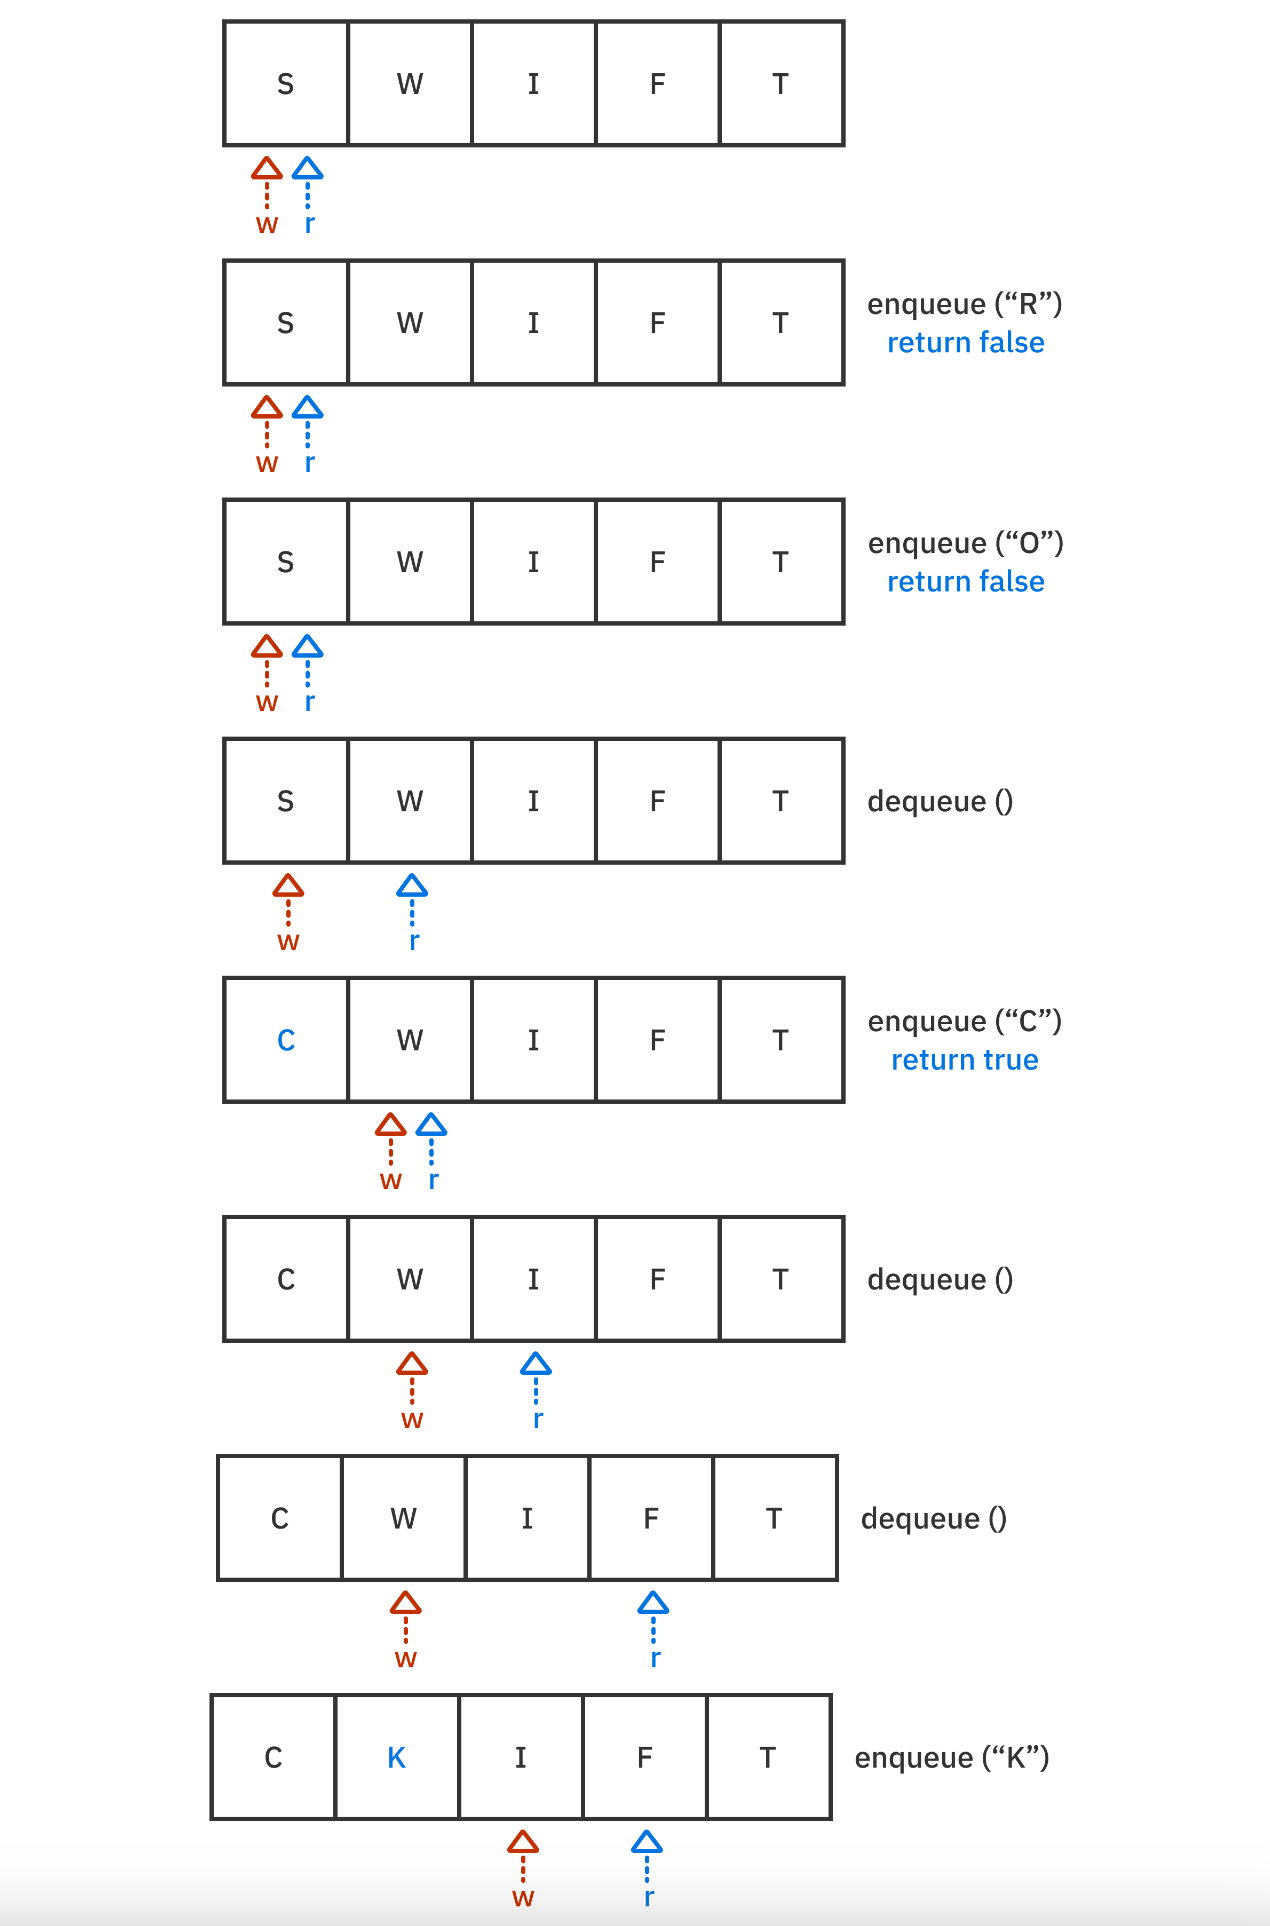 S W I F T
w r
S W I F T
enqueue (“R”)
return false
w r
S W I F T
enqueue (“O”)
return false
w r
S W I F T
dequeue ()
w r
C W I F T
enqueue (“C”)
return true
w r
C W I F T
dequeue ()
w r
C W I F T
dequeue ()
w r
C K I F T
enqueue (“K”)
w r